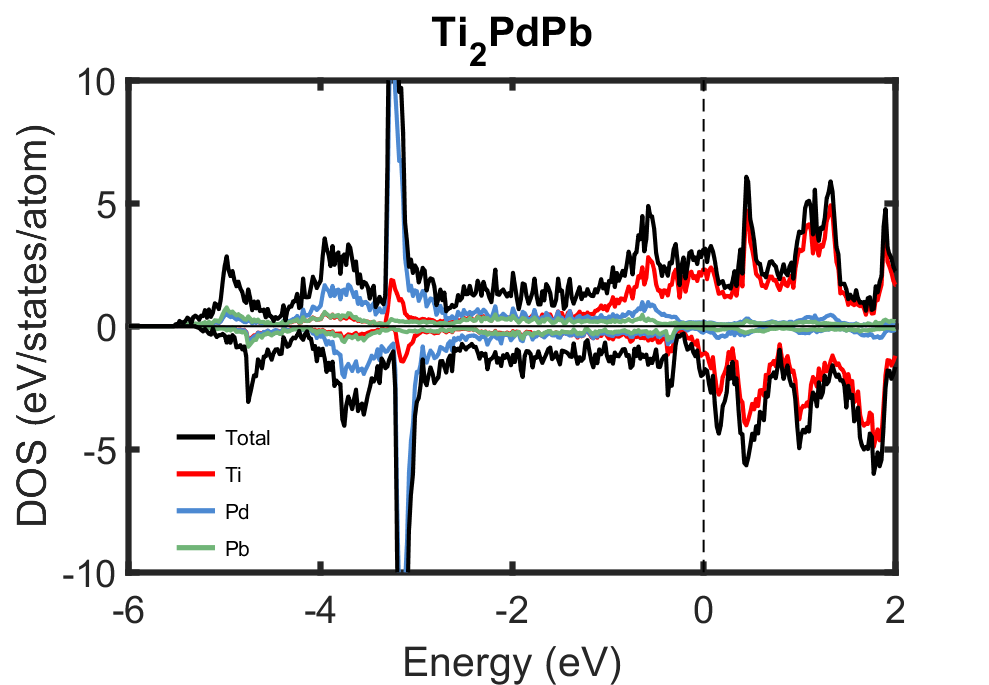 Ti2PdPb
10
5
0
-5
-10
DOS (eV/states/atom)
Total
Ti
Pd
Pb
-6 -4 -2 0 2
Energy (eV)